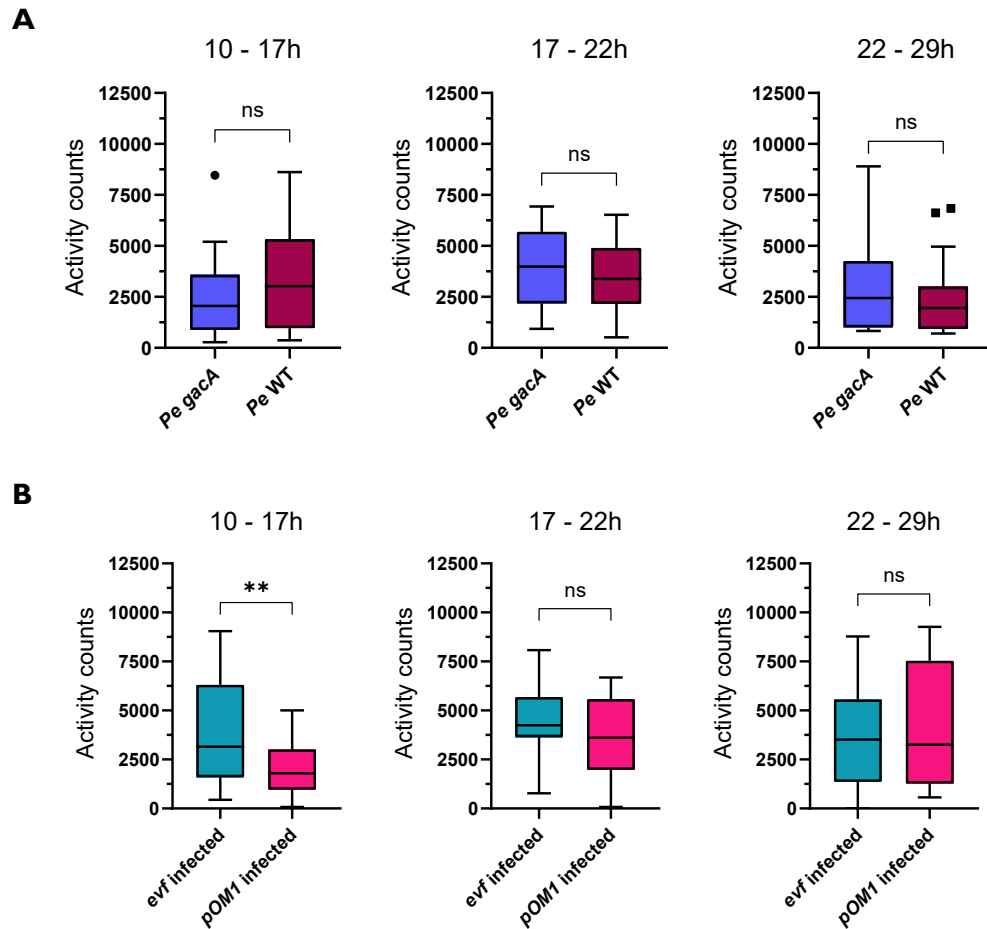 A
10 - 17h
17 - 22h
22 - 29h
Activity counts
12500
10000
7500
5000
2500
0
ns
Pe gacA
Pe WT
Activity counts
12500
10000
7500
5000
2500
0
ns
Pe gacA
Pe WT
Activity counts
12500
10000
7500
5000
2500
0
ns
Pe gacA
Pe WT
B
10 - 17h
17 - 22h
22 - 29h
Activity counts
12500
10000
7500
5000
2500
0
**
evf infected
pOM1 infected
Activity counts
12500
10000
7500
5000
2500
0
ns
evf infected
pOM1 infected
Activity counts
12500
10000
7500
5000
2500
0
ns
evf infected
pOM1 infected